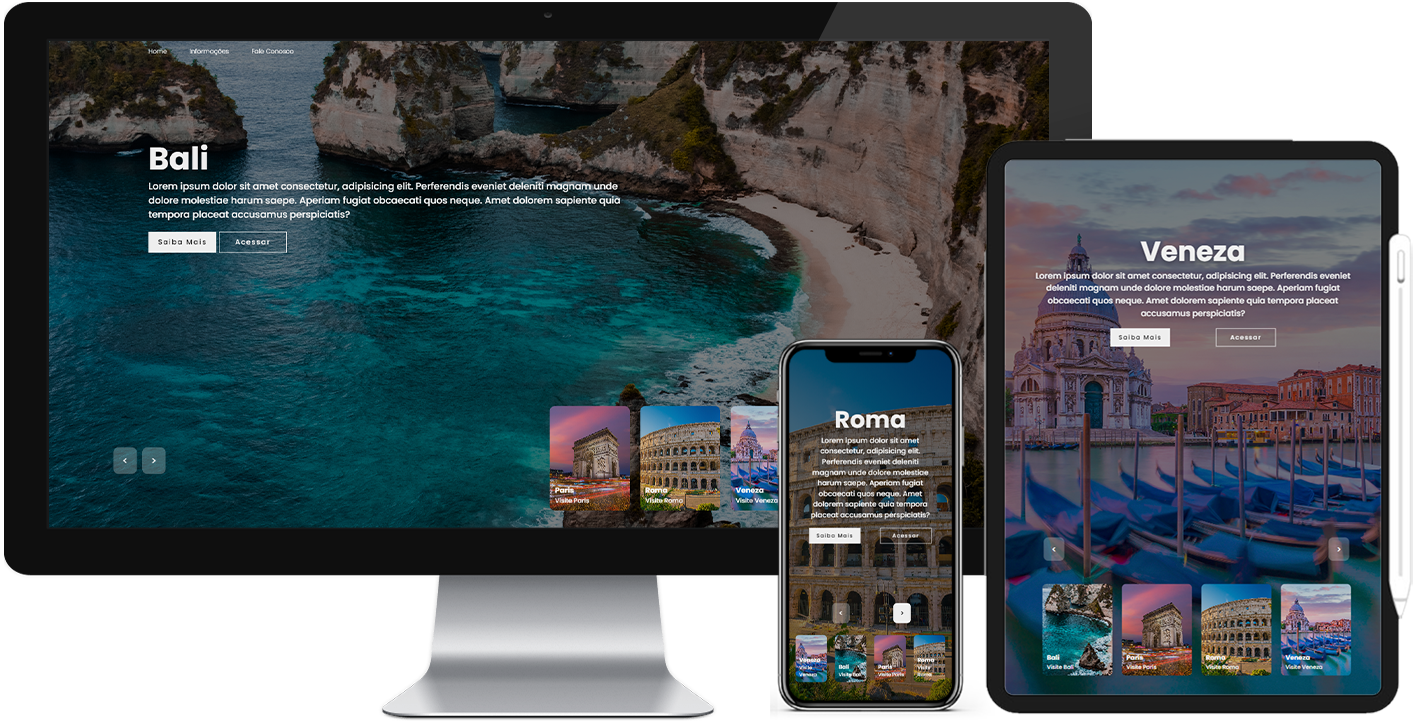 Home Informações Fale Conosco
Bali
Lorem ipsum dolor sit amet consectetur, adipisicing elit. Perferendis eveniet deleniti magnam unde
dolore molestiae harum saepe. Aperiam fugiat obcaecati quos neque. Amet dolorem sapiente quia
tempora placeat accusamus perspiciatis?
Saiba Mais Acessar
< >
Paris
Visite Paris
Roma
Visite Roma
Veneza
Visite Veneza
Roma
Lorem ipsum dolor sit amet
consectetur, adipisicing elit.
Perferendis eveniet deleniti
magnam unde dolore molestiae
harum saepe. Aperiam fugiat
obcaecati quos neque. Amet
dolorem sapiente quia tempora
placeat accusamus perspiciatis?
Saiba Mais Acessar
< >
Veneza
Visite
Veneza
Bali
Visite Bali
Paris
Visite Paris
Roma
Visite
Roma
Veneza
Lorem ipsum dolor sit amet consectetur, adipisicing elit. Perferendis eveniet
deleniti magnam unde dolore molestiae harum saepe. Aperiam fugiat
obcaecati quos neque. Amet dolorem sapiente quia tempora placeat
accusamus perspiciatis?
Saiba Mais Acessar
< >
Bali
Visite Bali
Paris
Visite Paris
Roma
Visite Roma
Veneza
Visite Veneza